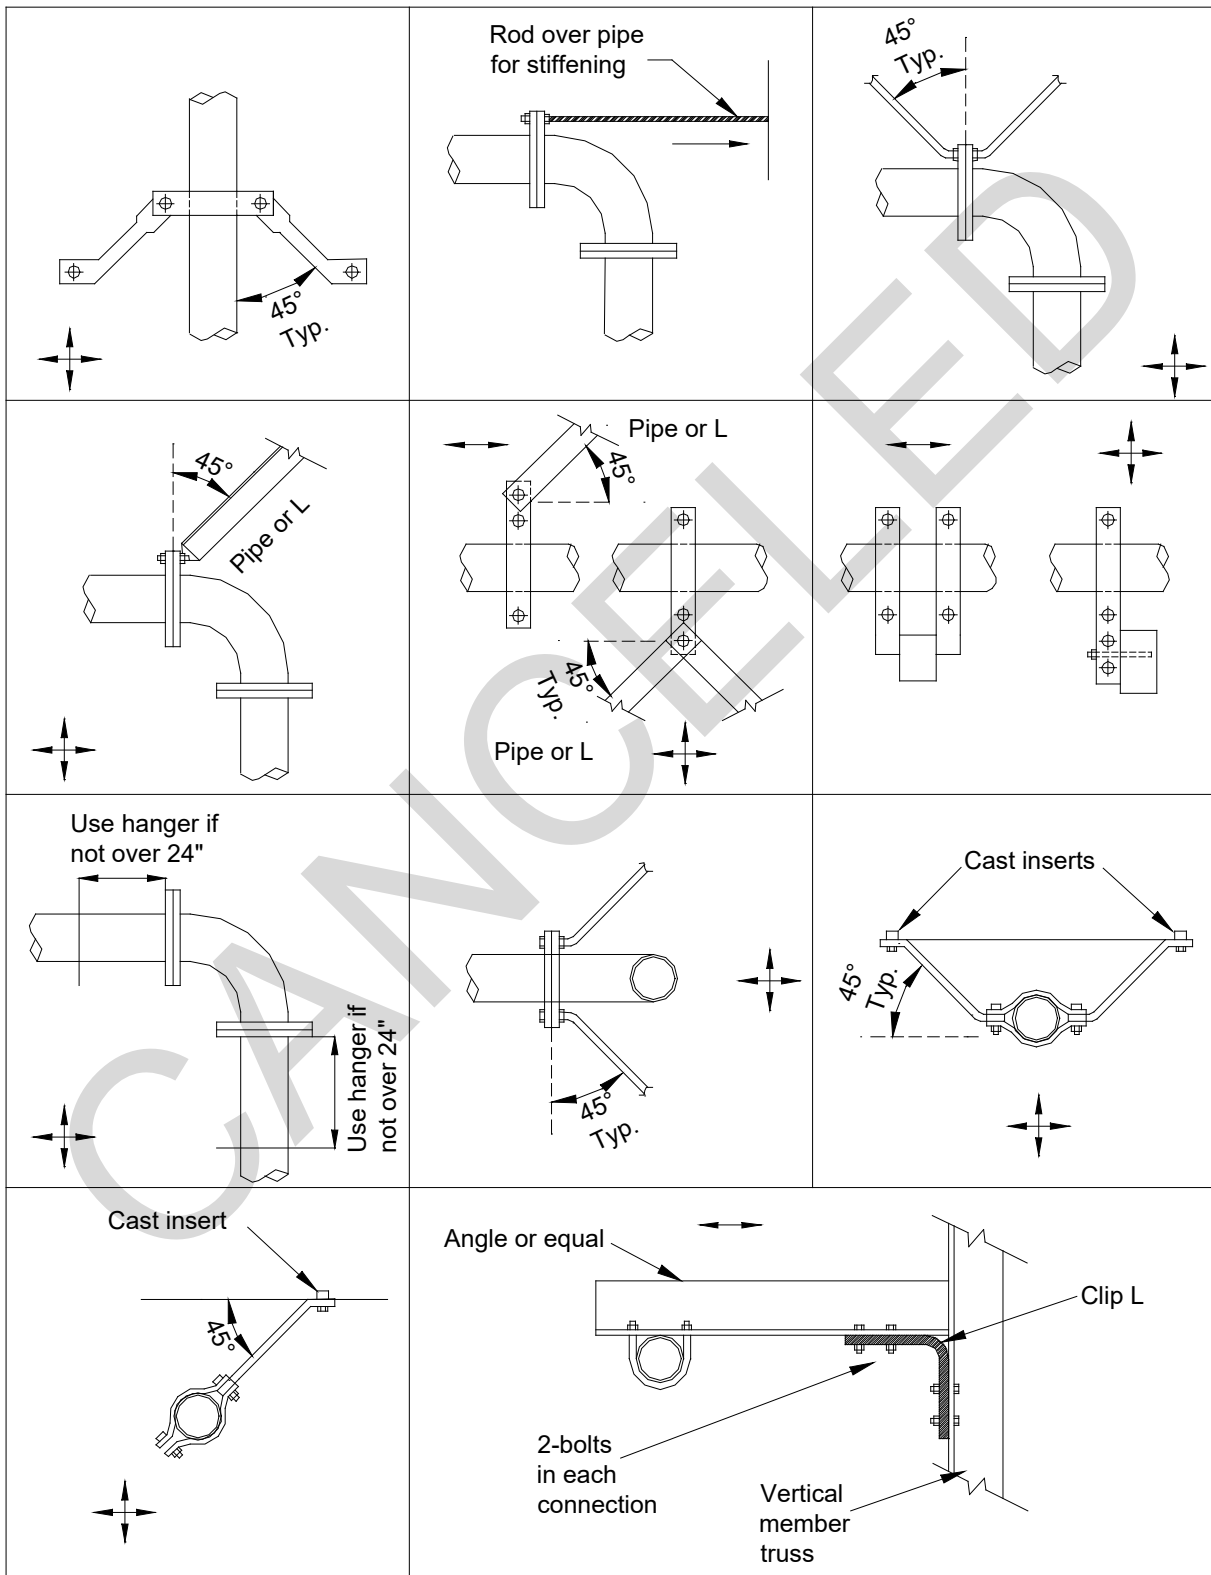 45°
Typ.
Rod over pipe
for stiffening
45°
Typ.
45°
Pipe or L
Pipe or L
45°
45°
Typ.
Pipe or L
Use hanger if
not over 24"
Use hanger if
not over 24"
45°
Typ.
Cast inserts
45°
Typ.
Cast insert
45°
Angle or equal
Clip L
2-bolts
in each
connection
Vertical
member
truss
CANCELED